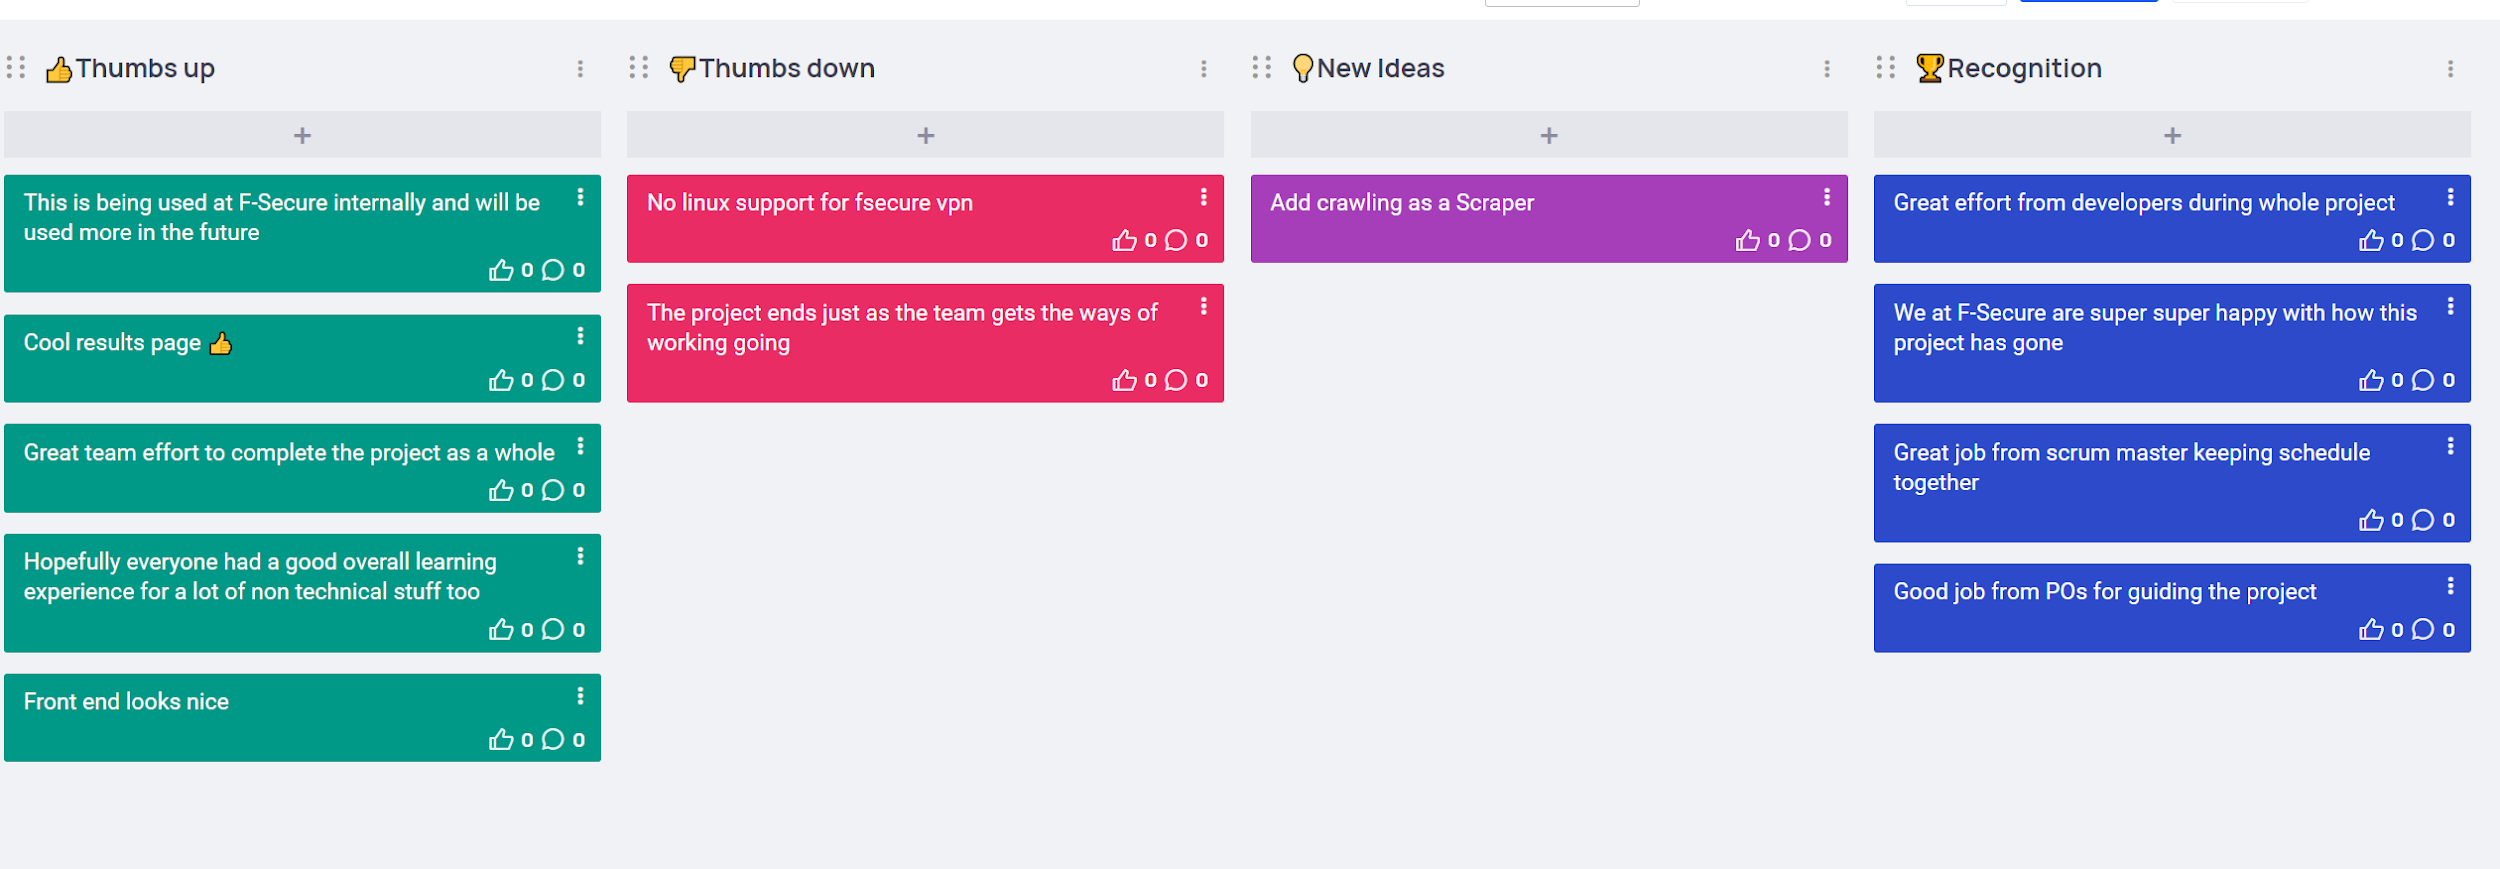 Thumbs up
This is being used at F-Secure internally and will be
used more in the future
0 0
Cool results page 👍
0 0
Great team effort to complete the project as a whole
0 0
Hopefully everyone had a good overall learning
experience for a lot of non technical stuff too
0 0
Front end looks nice
0 0
Thumbs down
No linux support for fsecure vpn
0 0
The project ends just as the team gets the ways of
working going
0 0
New Ideas
Add crawling as a Scraper
0 0
Recognition
Great effort from developers during whole project
0 0
We at F-Secure are super super happy with how this
project has gone
0 0
Great job from scrum master keeping schedule
together
0 0
Good job from POs for guiding the project
0 0